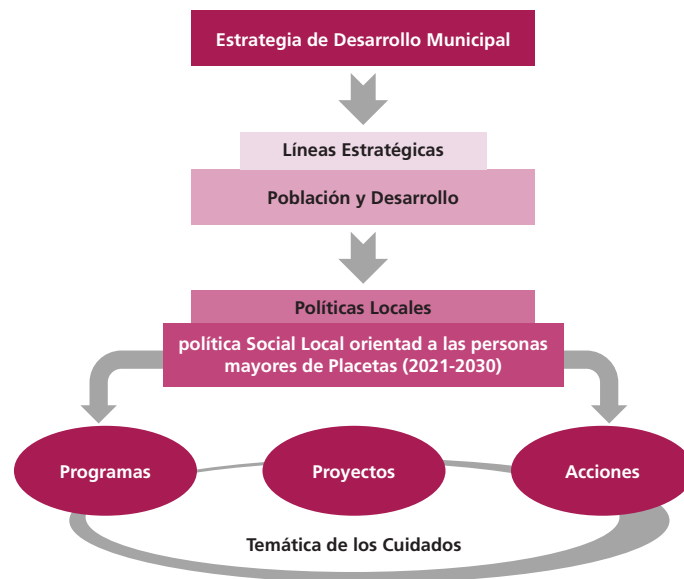 Estrategia de Desarrollo Municipal
Líneas Estratégicas
Población y Desarrollo
Políticas Locales
política Social Local orientad a las personas
mayores de Placetas (2021-2030)
Programas
Proyectos
Acciones
Temática de los Cuidados